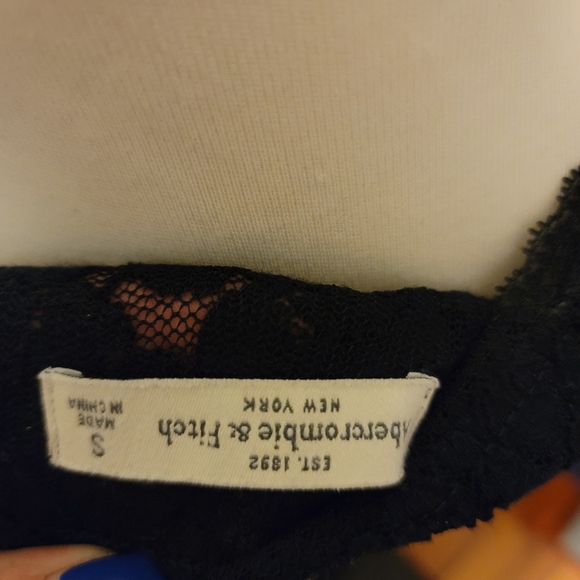 EST. 1892
Abercrombie & Fitch
NEW YORK
S
MADE
IN CHINA